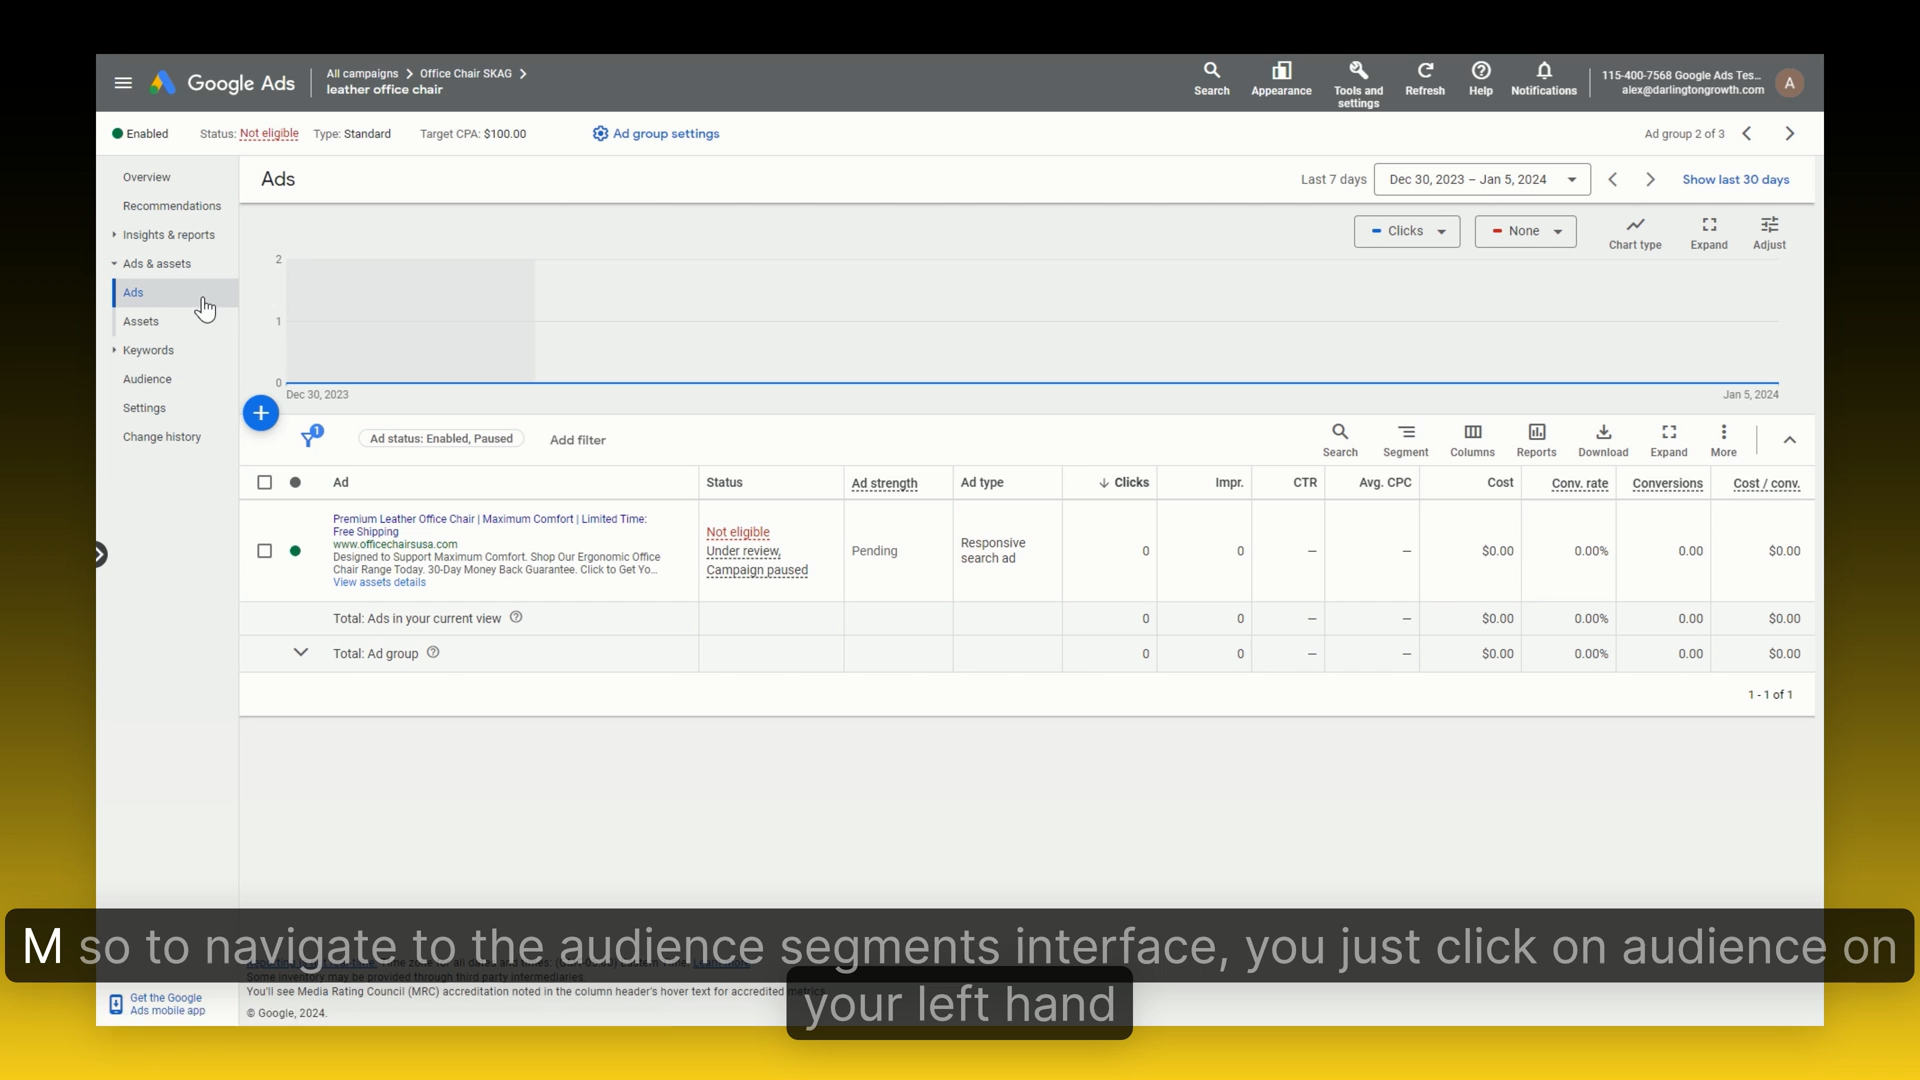 Google Ads
All campaigns > Office Chair SKAG >
leather office chair
Search
Appearance
Tools and settings
Refresh
Help
Notifications
115-400-7568 Google Ads Tes...
alex@darlingtongrowth.com
A
Enabled
Status: Not eligible
Type: Standard
Target CPA: $100.00
Ad group settings
Ad group 2 of 3
Overview
Recommendations
Insights & reports
Ads & assets
Ads
Assets
Keywords
Audience
Settings
Change history
Ads
Last 7 days
Dec 30, 2023 – Jan 5, 2024
Show last 30 days
Clicks
None
Chart type
Expand
Adjust
2
1
0
Dec 30, 2023
Jan 5, 2024
1
Ad status: Enabled, Paused
Add filter
Search
Segment
Columns
Reports
Download
Expand
More
Ad Status Ad strength Ad type Clicks Impr. CTR Avg. CPC Cost Conv. rate Conversions Cost / conv.
Premium Leather Office Chair | Maximum Comfort | Limited Time:
Free Shipping
www.officechairsusa.com
Designed to Support Maximum Comfort. Shop Our Ergonomic Office
Chair Range Today. 30-Day Money Back Guarantee. Click to Get Yo...
View assets details
Not eligible
Under review,
Campaign paused
Pending
Responsive
search ad
0 0 – – $0.00 0.00% 0.00 $0.00
Total: Ads in your current view 0 0 – – $0.00 0.00% 0.00 $0.00
Total: Ad group 0 0 – – $0.00 0.00% 0.00 $0.00
1 - 1 of 1
M so to navigate to the audience segments interface, you just click on audience on
your left hand
Some inventory may be provided through third party intermediaries.
You'll see Media Rating Council (MRC) accreditation noted in the column header's hover text for accredited metrics.
© Google, 2024.
Get the Google
Ads mobile app